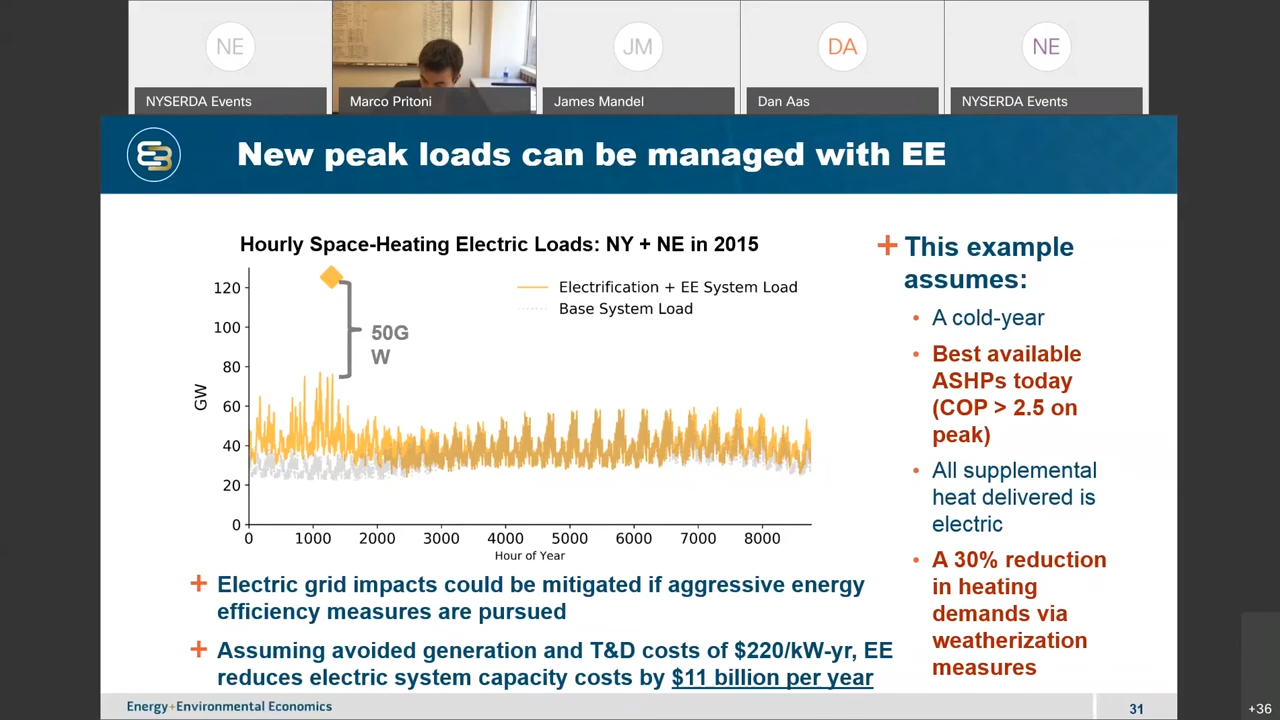 NE
NYSERDA Events
Marco Pritoni
JM
James Mandel
DA
Dan Aas
NE
NYSERDA Events
New peak loads can be managed with EE
Hourly Space-Heating Electric Loads: NY + NE in 2015
Electrification + EE System Load
Base System Load
50G
W
GW
120
100
80
60
40
20
0
0 1000 2000 3000 4000 5000 6000 7000 8000
Hour of Year
+ Electric grid impacts could be mitigated if aggressive energy
efficiency measures are pursued
+ Assuming avoided generation and T&D costs of $220/kW-yr, EE
reduces electric system capacity costs by $11 billion per year
+ This example
assumes:
• A cold-year
• Best available
ASHPs today
(COP > 2.5 on
peak)
• All supplemental
heat delivered is
electric
• A 30% reduction
in heating
demands via
weatherization
measures
Energy+Environmental Economics
31
+36